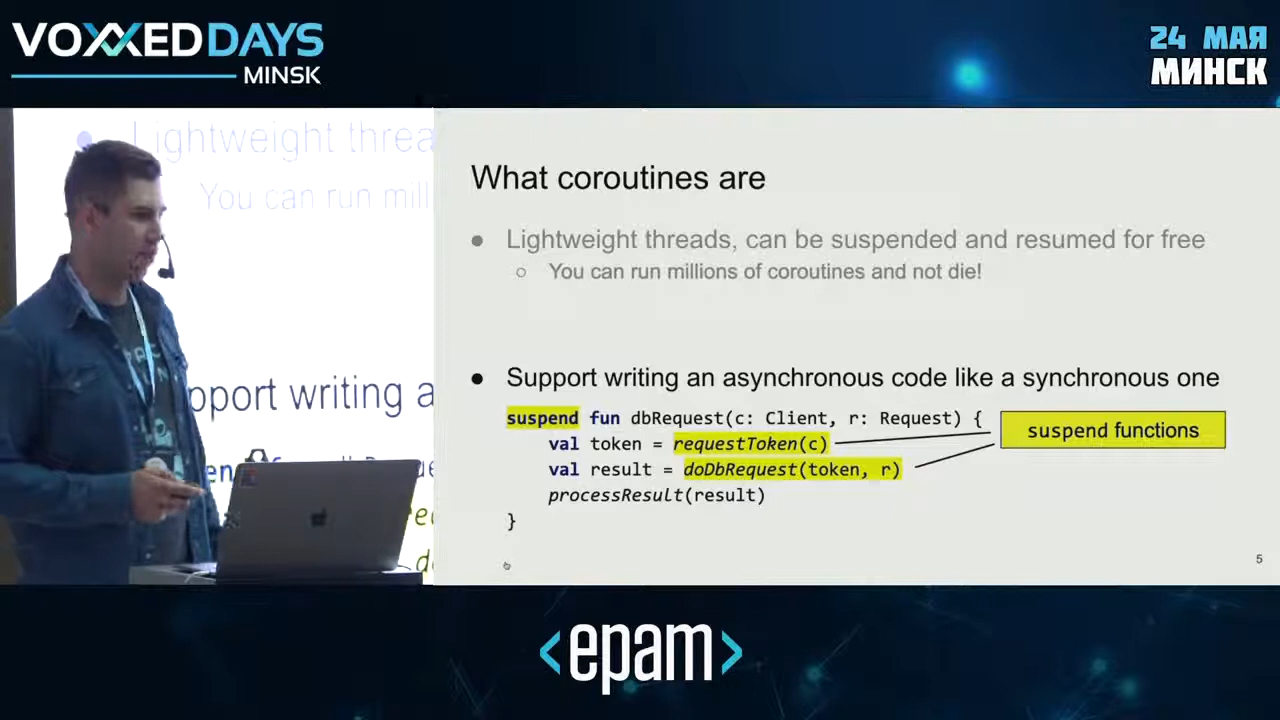 VOXXED DAYS
MINSK
24 МАЯ
МИНСК
Lightweight threa
You can run mill
pport writing a
What coroutines are
● Lightweight threads, can be suspended and resumed for free
○ You can run millions of coroutines and not die!
● Support writing an asynchronous code like a synchronous one
suspend fun dbRequest(c: Client, r: Request) {
val token = requestToken(c)
val result = doDbRequest(token, r)
processResult(result)
}
suspend functions
5
<epam>